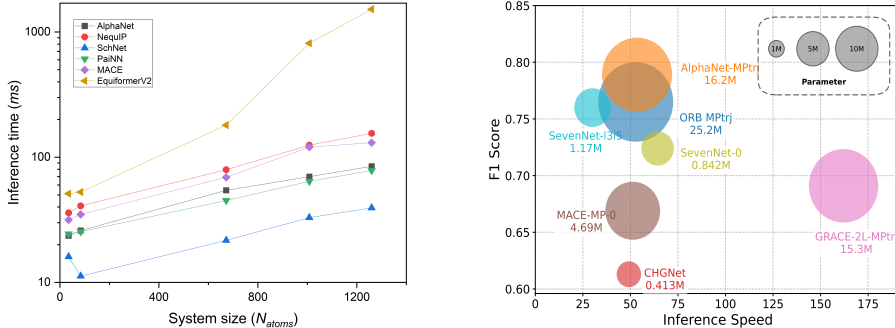 AlphaNet
NequIP
SchNet
PaiNN
MACE
EquiformerV2
1000
100
10
0
400
800
1200
Inference time (ms)
System size (N_atoms)
0.85
0.80
0.75
0.70
0.65
0.60
F1 Score
1M
5M
10M
Parameter
AlphaNet-MPtrj
16.2M
ORB MPtrj
25.2M
SevenNet-l3i5
1.17M
SevenNet-0
0.842M
MACE-MP-0
4.69M
GRACE-2L-MPtr
15.3M
CHGNet
0.413M
0
25
50
75
100
125
150
175
Inference Speed